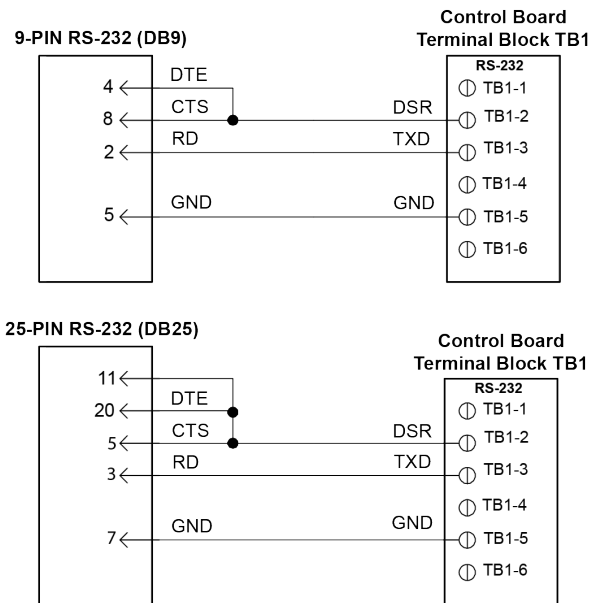 9-PIN RS-232 (DB9)
Control Board
Terminal Block TB1
RS-232
4 DTE TB1-1
8 CTS DSR TB1-2
2 RD TXD TB1-3
TB1-4
5 GND GND TB1-5
TB1-6
25-PIN RS-232 (DB25)
Control Board
Terminal Block TB1
RS-232
11
20 DTE TB1-1
5 CTS DSR TB1-2
3 RD TXD TB1-3
TB1-4
7 GND GND TB1-5
TB1-6